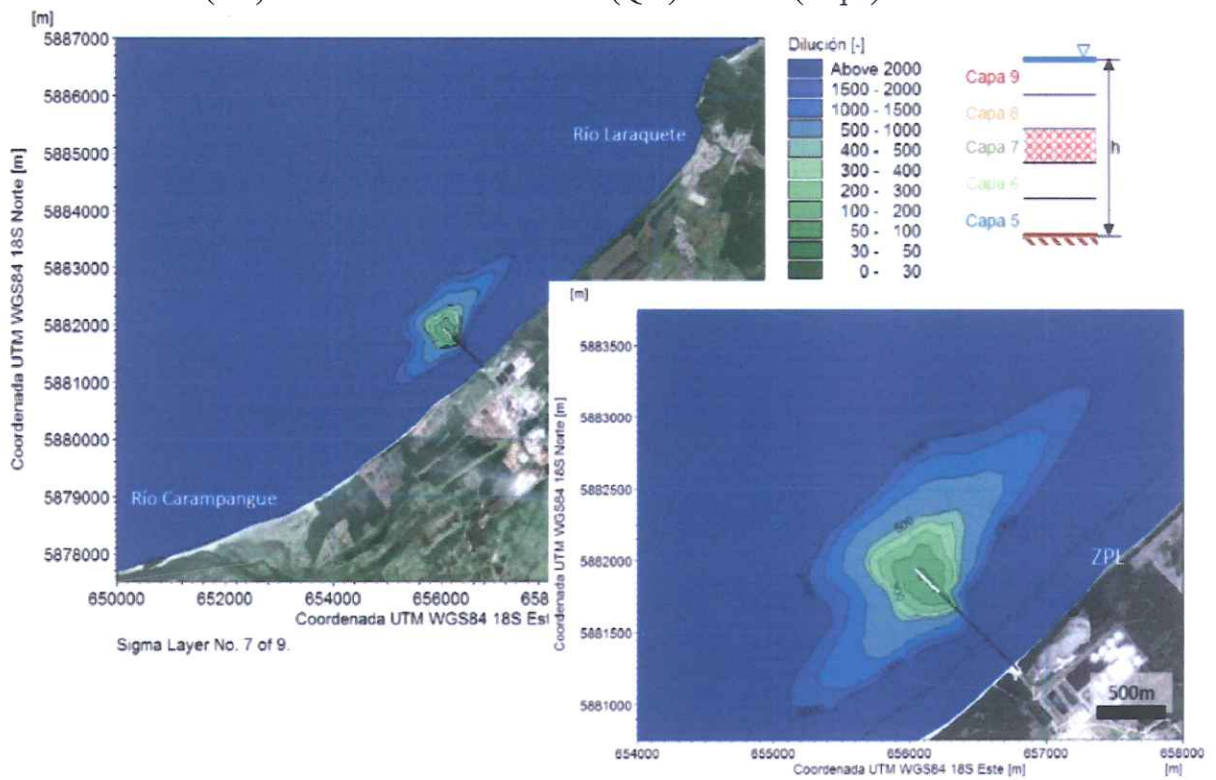 [m]
5887000
5886000
5885000
5884000
5883000
5882000
5881000
5880000
5879000
5878000
Coordenada UTM WGS84 18S Norte [m]
Río Laraquete
Río Carampangue
650000 652000 654000 656000 658
Coordenada UTM WGS84 18S Est
Sigma Layer No. 7 of 9.
Dilución [-]
Above 2000
1500 - 2000
1000 - 1500
500 - 1000
400 - 500
300 - 400
200 - 300
100 - 200
50 - 100
30 - 50
0 - 30
Capa 9
Capa 8
Capa 7
Capa 6
Capa 5
h
[m]
5883500
5883000
5882500
5882000
5881500
5881000
Coordenada UTM WGS84 18S Norte [m]
ZPL
500m
654000 655000 656000 657000 658000
Coordenada UTM WGS84 18S Este [m]
[m]